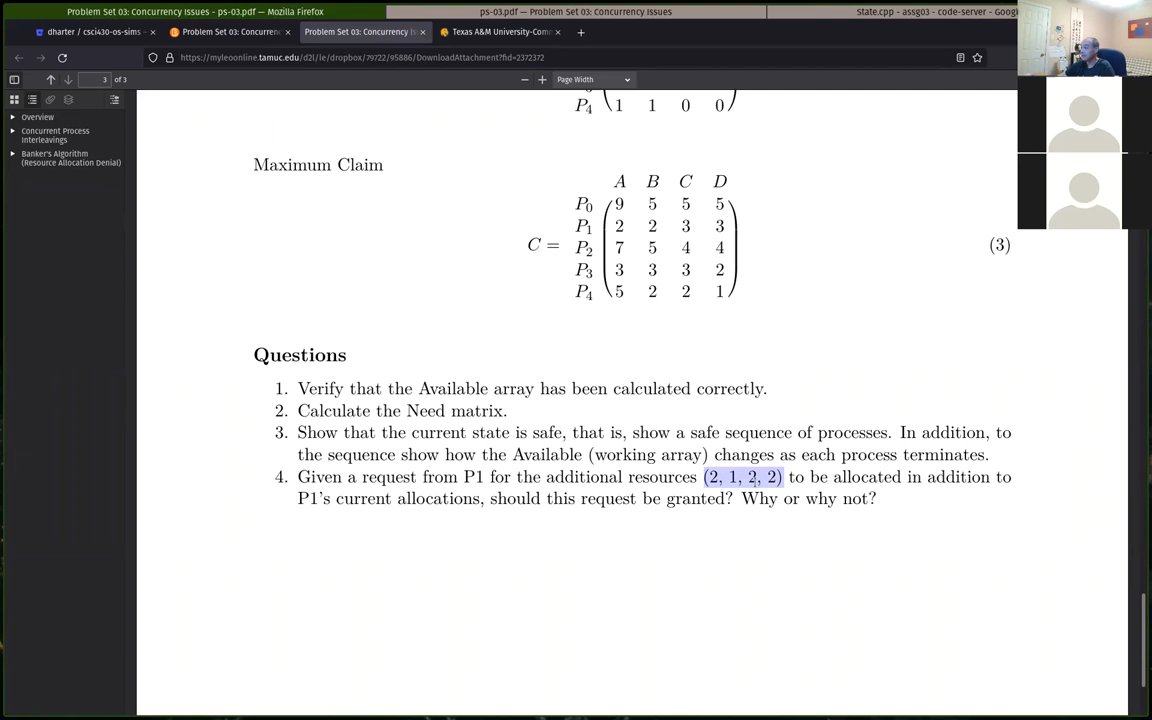 Problem Set 03: Concurrency Issues - ps-03.pdf — Mozilla Firefox
ps-03.pdf — Problem Set 03: Concurrency Issues
State.cpp - assg03 - code-server - Googl
dharter / csci430-os-sims —
Problem Set 03: Concurrenc
Problem Set 03: Concurrency Is
Texas A&M University-Com
https://myleoonline.tamuc.edu/d2l/le/dropbox/79722/95886/DownloadAttachment?fid=2372372
3 of 3
Page Width
Overview
Concurrent Process
Interleavings
Banker's Algorithm
(Resource Allocation Denial)
P4 1 1 0 0
Maximum Claim
A B C D
P0 9 5 5 5
P1 2 2 3 3
C = P2 7 5 4 4 (3)
P3 3 3 3 2
P4 5 2 2 1
Questions
1. Verify that the Available array has been calculated correctly.
2. Calculate the Need matrix.
3. Show that the current state is safe, that is, show a safe sequence of processes. In addition, to
the sequence show how the Available (working array) changes as each process terminates.
4. Given a request from P1 for the additional resources (2, 1, 2, 2) to be allocated in addition to
P1's current allocations, should this request be granted? Why or why not?